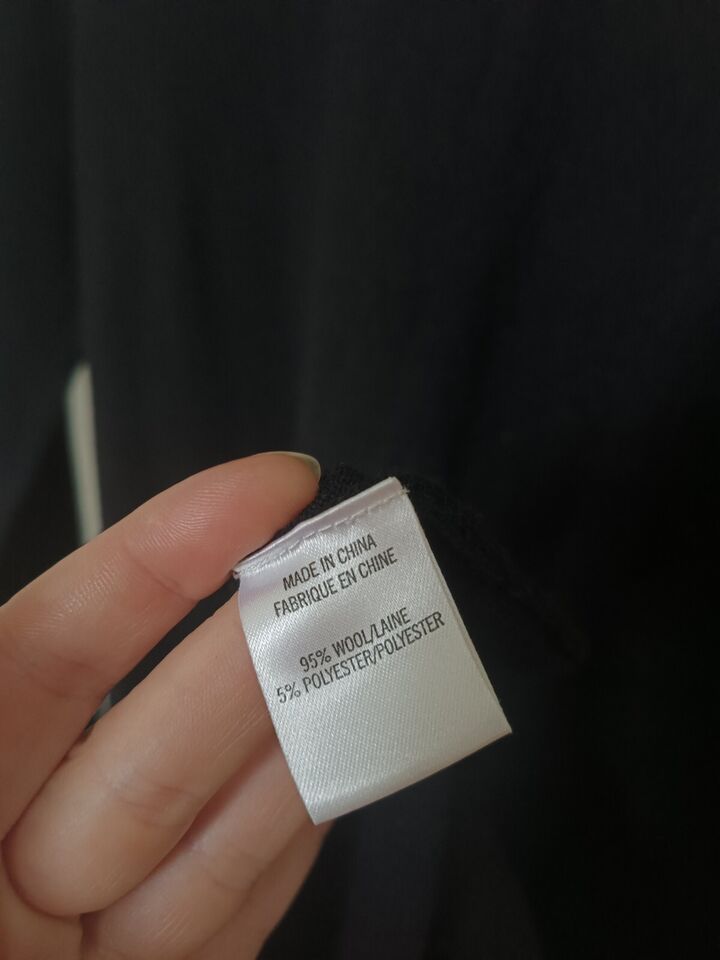 MADE IN CHINA
FABRIQUE EN CHINE
95% WOOL/LAINE
5% POLYESTER/POLYESTER